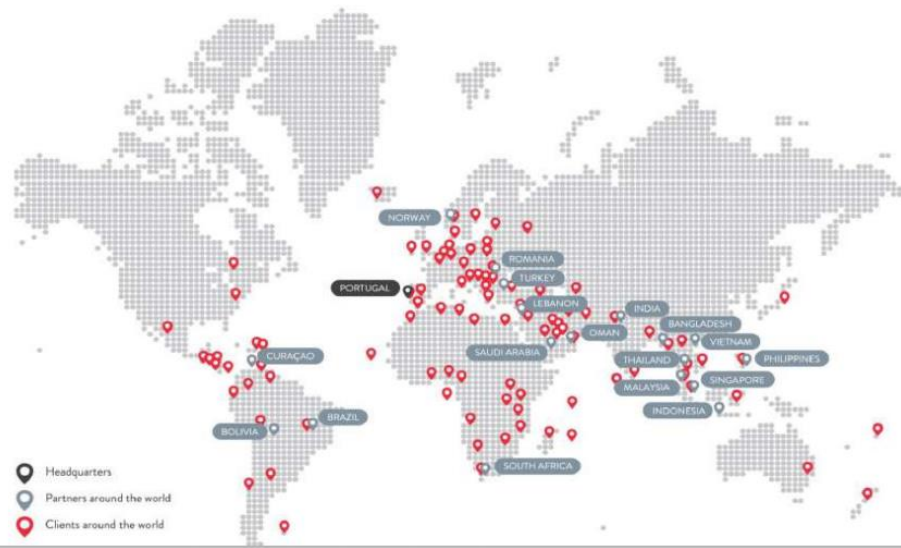 NORWAY
ROMANIA
TURKEY
PORTUGAL
LEBANON
INDIA
BANGLADESH
OMAN
VIETNAM
SAUDI ARABIA
CURAÇAO
THAILAND
PHILIPPINES
MALAYSIA
SINGAPORE
INDONESIA
BRAZIL
BOLIVIA
SOUTH AFRICA
Headquarters
Partners around the world
Clients around the world